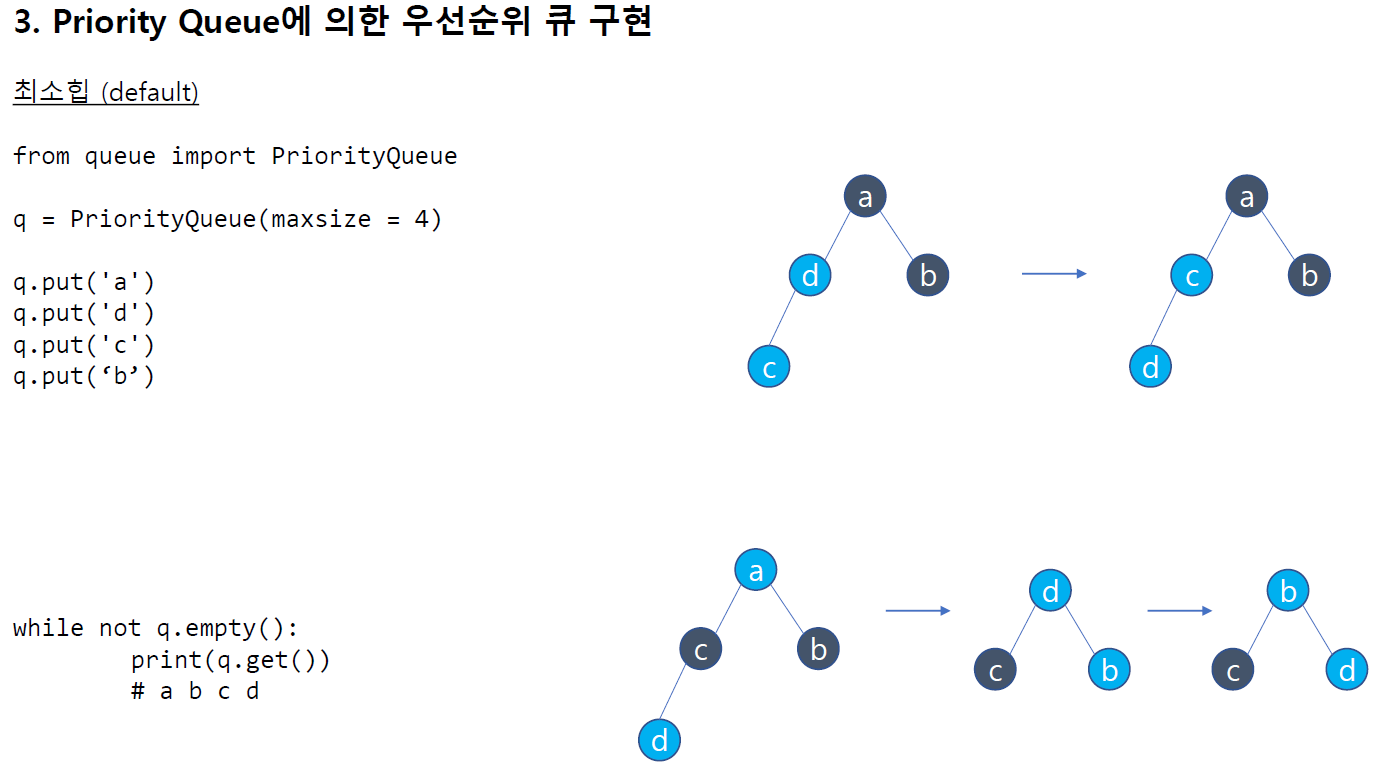 3. Priority Queue에 의한 우선순위 큐 구현
최소힙 (default)
from queue import PriorityQueue
q = PriorityQueue(maxsize = 4)
q.put('a')
q.put('d')
q.put('c')
q.put(‘b’)
a
d b
c
a
c b
d
while not q.empty():
print(q.get())
# a b c d
a
c b
d
d
c b
b
c d